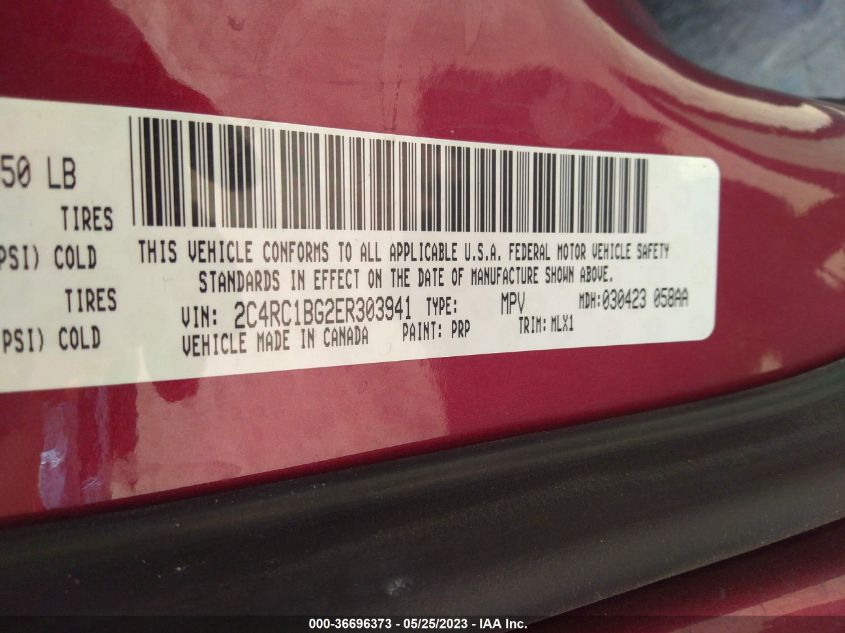 50 LB
TIRES
PSI) COLD
TIRES
PSI) COLD
THIS VEHICLE CONFORMS TO ALL APPLICABLE U.S.A. FEDERAL MOTOR VEHICLE SAFETY
STANDARDS IN EFFECT ON THE DATE OF MANUFACTURE SHOWN ABOVE.
VIN: 2C4RC1BG2ER303941 TYPE: MPV MDH:030423 058AA
VEHICLE MADE IN CANADA PAINT: PRP TRIM: MLX1
000-36696373 - 05/25/2023 - IAA Inc.